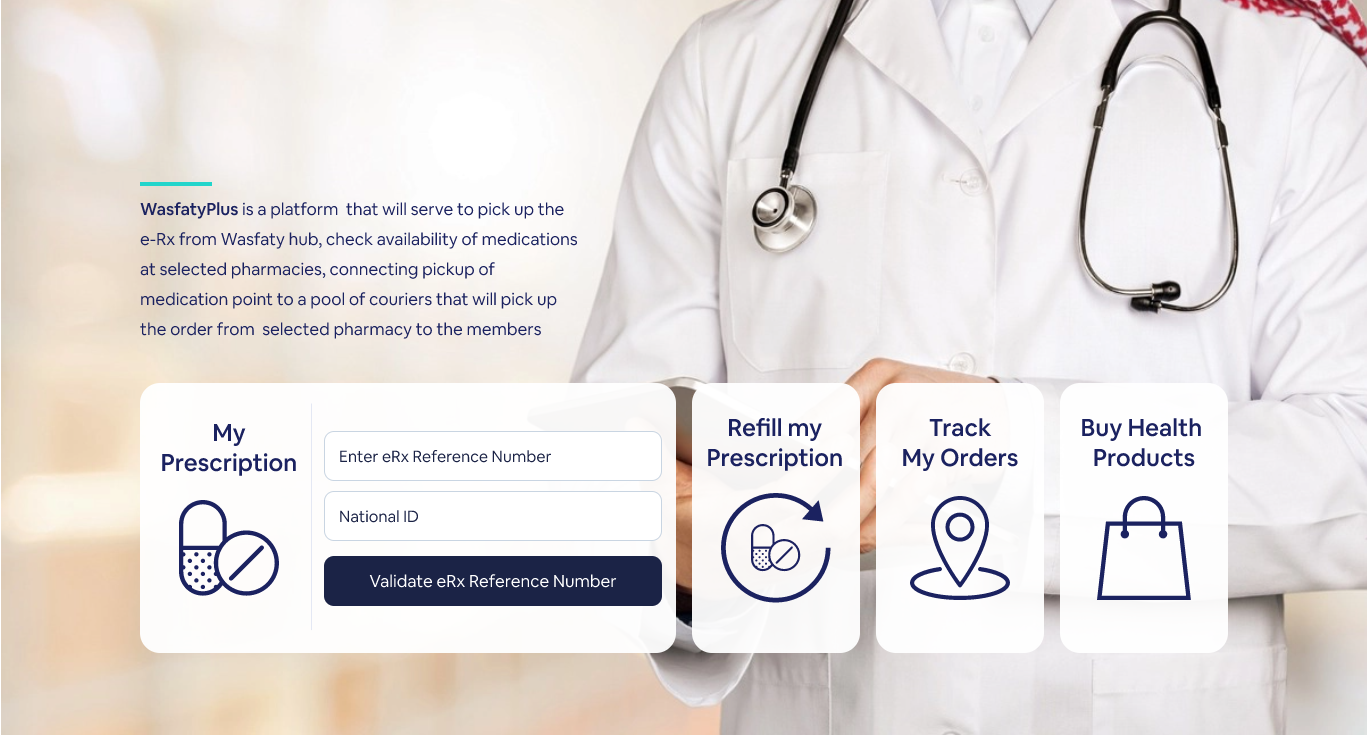 WasfatyPlus is a platform  that will serve to pick up the
e-Rx from Wasfaty hub, check availability of medications
at selected pharmacies, connecting pickup of
medication point to a pool of couriers that will pick up
the order from  selected pharmacy to the members
My
Prescription
Enter eRx Reference Number
National ID
Validate eRx Reference Number
Refill my
Prescription
Track
My Orders
Buy Health
Products